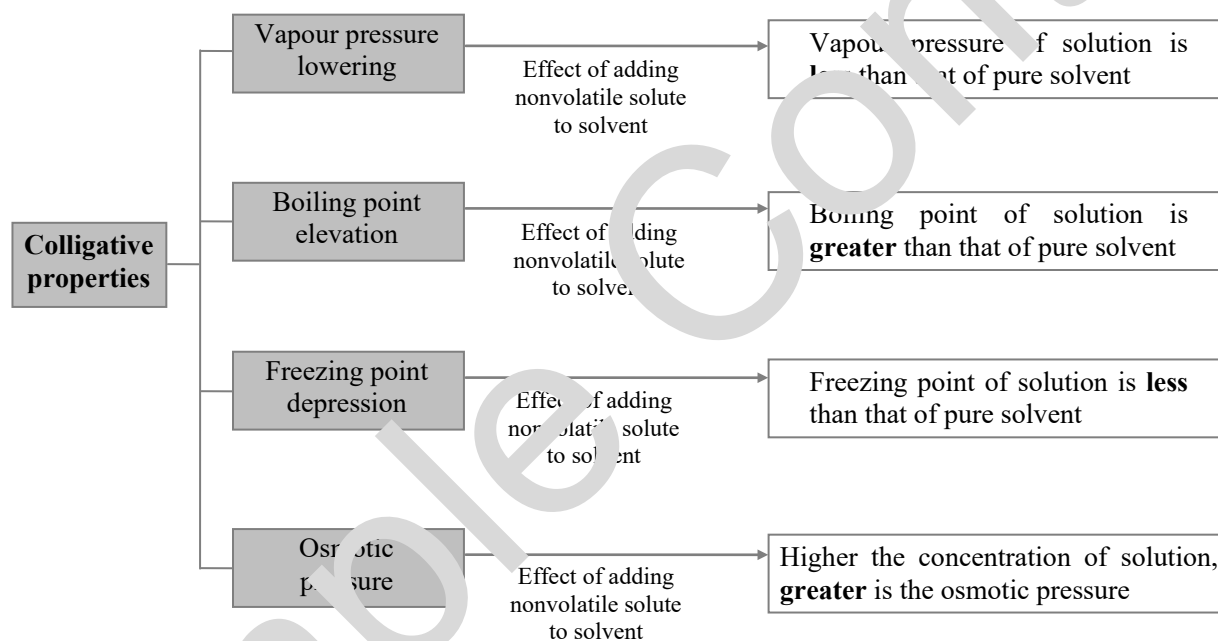 Vapour pressure
lowering
Effect of adding
nonvolatile solute
to solvent
Vapour pressure of solution is
less than that of pure solvent
Boiling point
elevation
Effect of adding
nonvolatile solute
to solvent
Boiling point of solution is
greater than that of pure solvent
Colligative
properties
Freezing point
depression
Effect of adding
nonvolatile solute
to solvent
Freezing point of solution is less
than that of pure solvent
Osmotic
pressure
Effect of adding
nonvolatile solute
to solvent
Higher the concentration of solution,
greater is the osmotic pressure